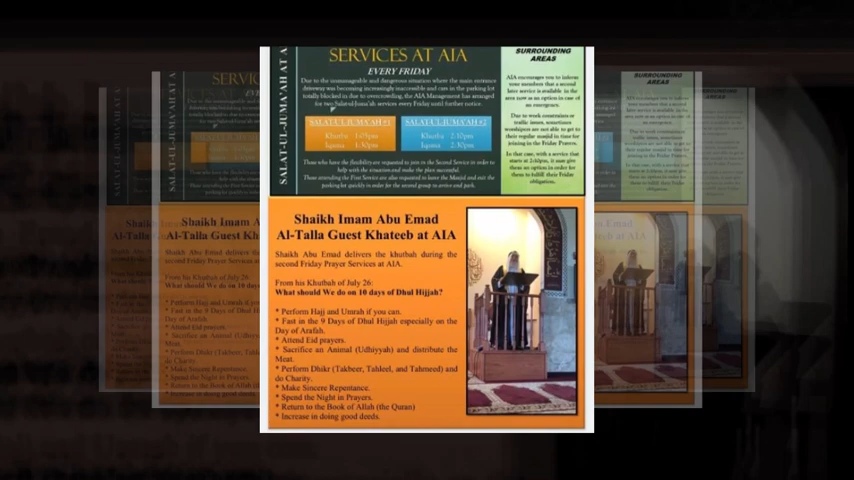 SERVICES AT AIA
EVERY FRIDAY
Due to the unmanageable and dangerous situation where the main entrance
driveway was becoming increasingly inaccessible and cars in the parking lot
totally blocked in due to overcrowding, the AIA Management has arranged
for two Salatul-Juma'ah services every Friday until further notice.
SALATUL JUMA'AH #1
Khutba 1:05pm
Iqama 1:30pm
SALATUL JUMA'AH #2
Khutba 2:10pm
Iqama 2:30pm
Those who have the flexibility are requested to join in the Second Service in order to
help with the situation and make the plan successful.
Those attending the First Service are also requested to leave the Masjid and exit the
parking lot quickly in order for the second group to arrive and park.
SALAT-UL-JUMA'AH AT A
SURROUNDING
AREAS
AIA encourages you to inform
your members that a second
later service is available in the
area now as an option in case of
an emergency.
Due to work constraints or
traffic issues, sometimes
worshipers are not able to get to
their regular masjid in time for
joining in the Friday Prayers.
In that case, with a service that
starts at 2:10pm, it may give
them an option in order for
them to fulfill their Friday
obligation.
Shaikh Imam Abu Emad
Al-Talla Guest Khateeb at AIA
Shaikh Abu Emad delivers the khutbah during the
second Friday Prayer Services at AIA.
From his Khutbah of July 26:
What should We do on 10 days of Dhul Hijjah?
* Perform Hajj and Umrah if you can.
* Fast in the 9 Days of Dhul Hijjah especially on the
Day of Arafah.
* Attend Eid prayers.
* Sacrifice an Animal (Udhiyyah) and distribute the
Meat.
* Perform Dhikr (Takbeer, Tahleel, and Tahmeed) and
do Charity.
* Make Sincere Repentance.
* Spend the Night in Prayers.
* Return to the Book of Allah (the Quran)
* Increase in doing good deeds.